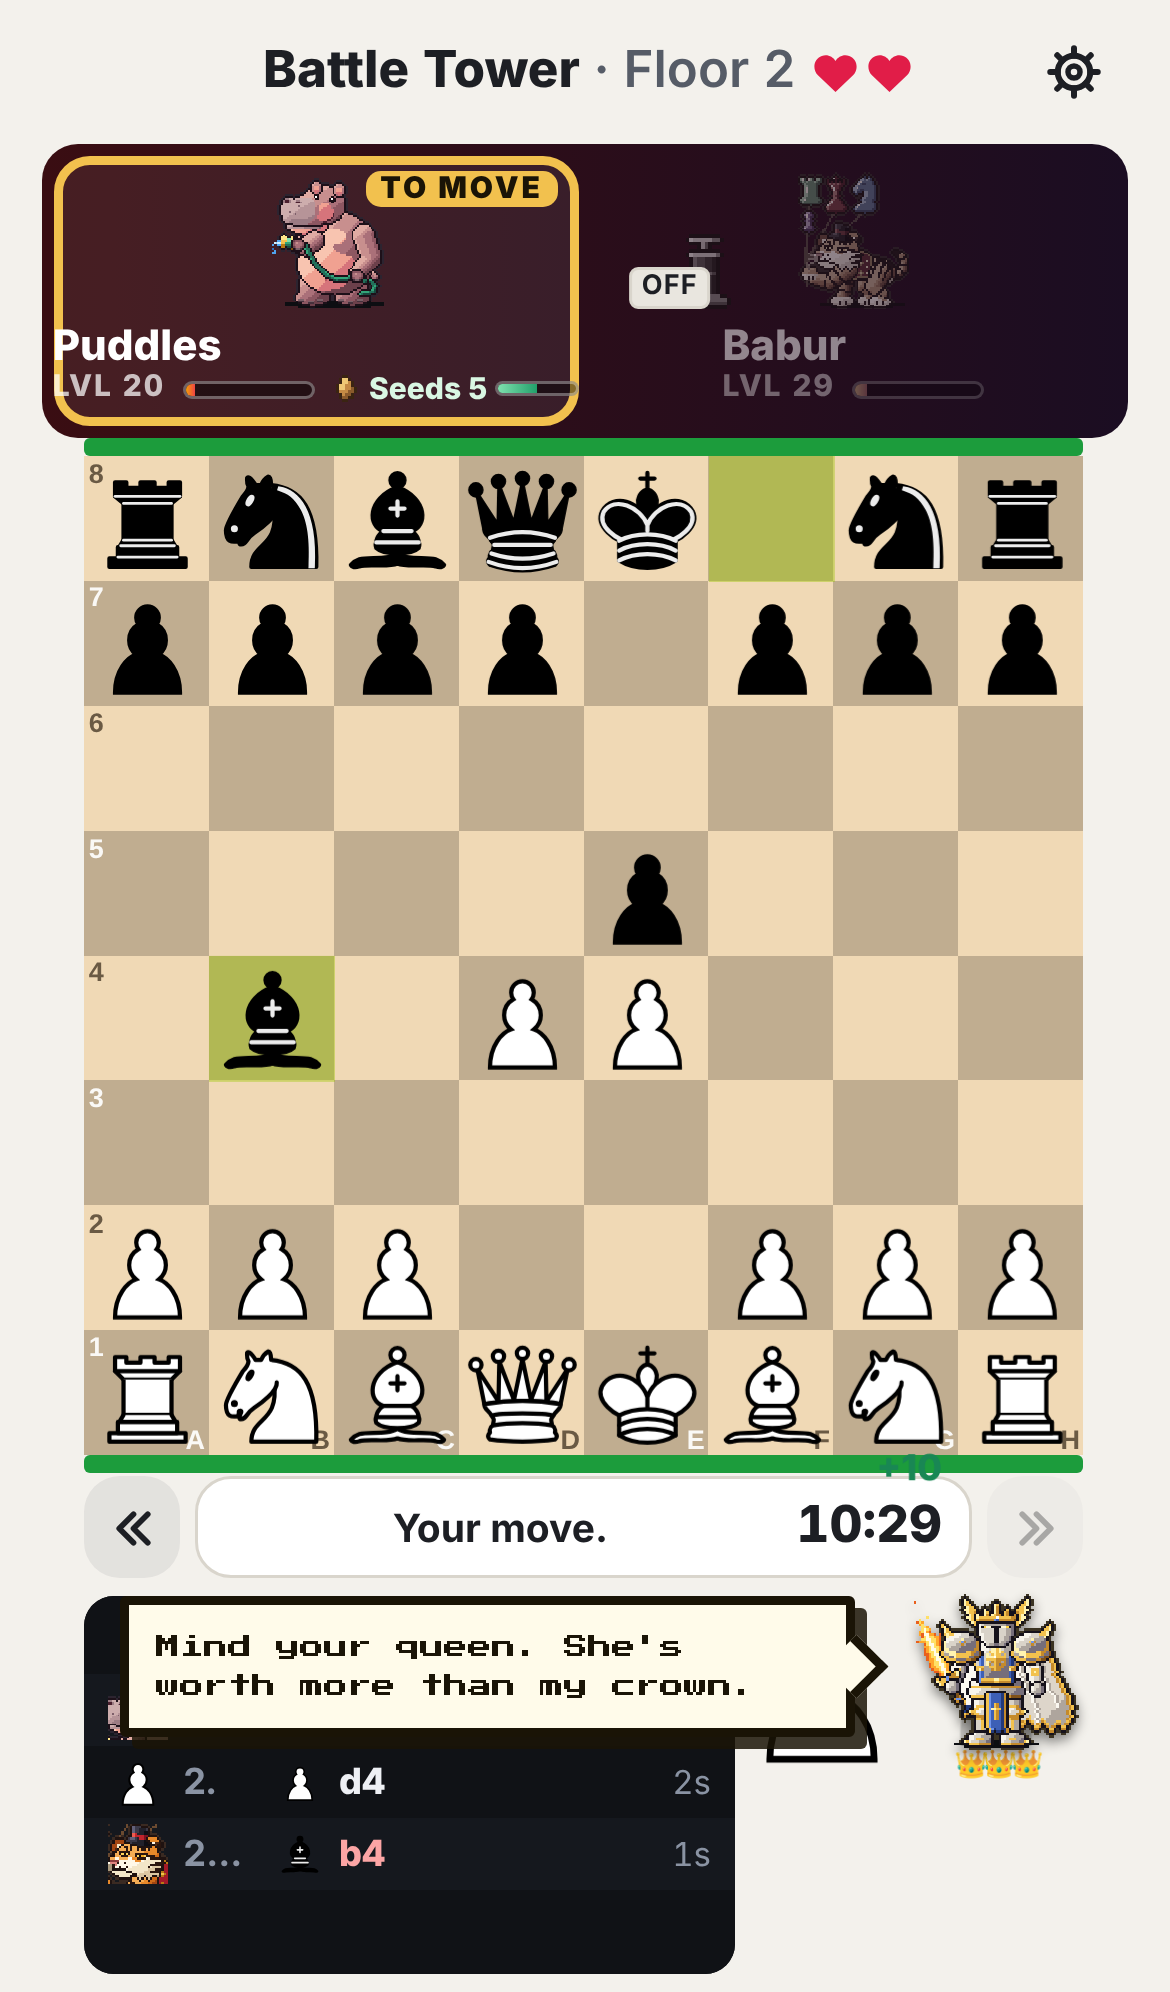 Battle Tower · Floor 2
TO MOVE
OFF
Puddles
LVL 20
Seeds 5
Babur
LVL 29
8
7
6
5
4
3
2
1
A B C D E F G H
+10
Your move.
10:29
Mind your queen. She's
worth more than my crown.
2. d4 2s
2... b4 1s